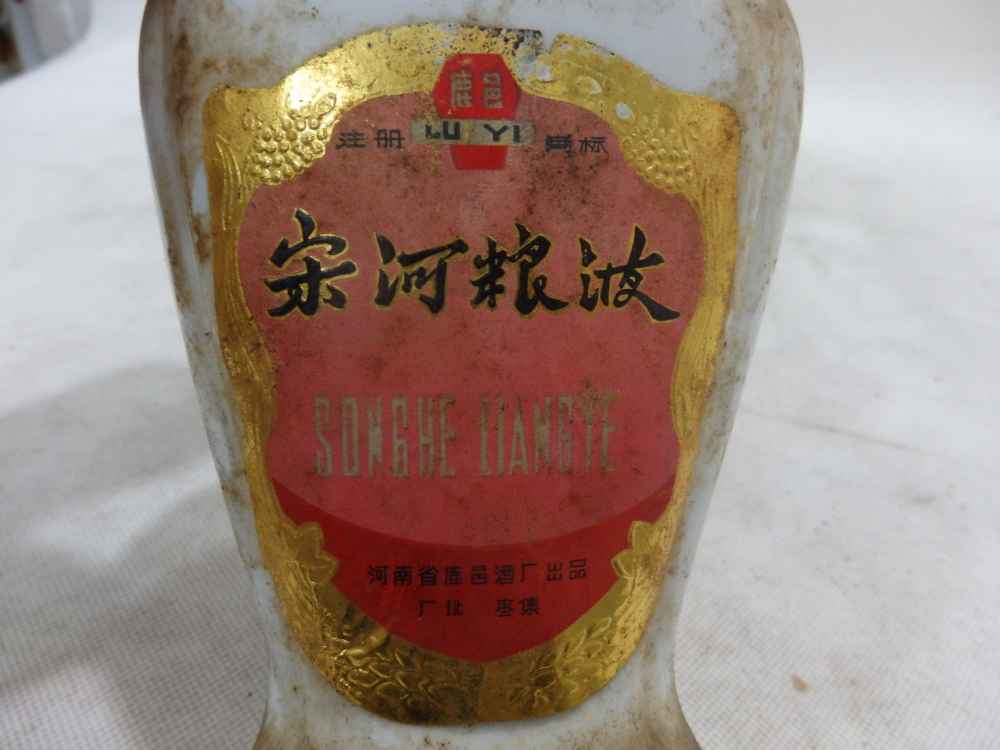 鹿邑
注册 LU YI 商标
宋河粮液
SONGHE LIANGYE
河南省鹿邑酒厂出品
厂址 枣集